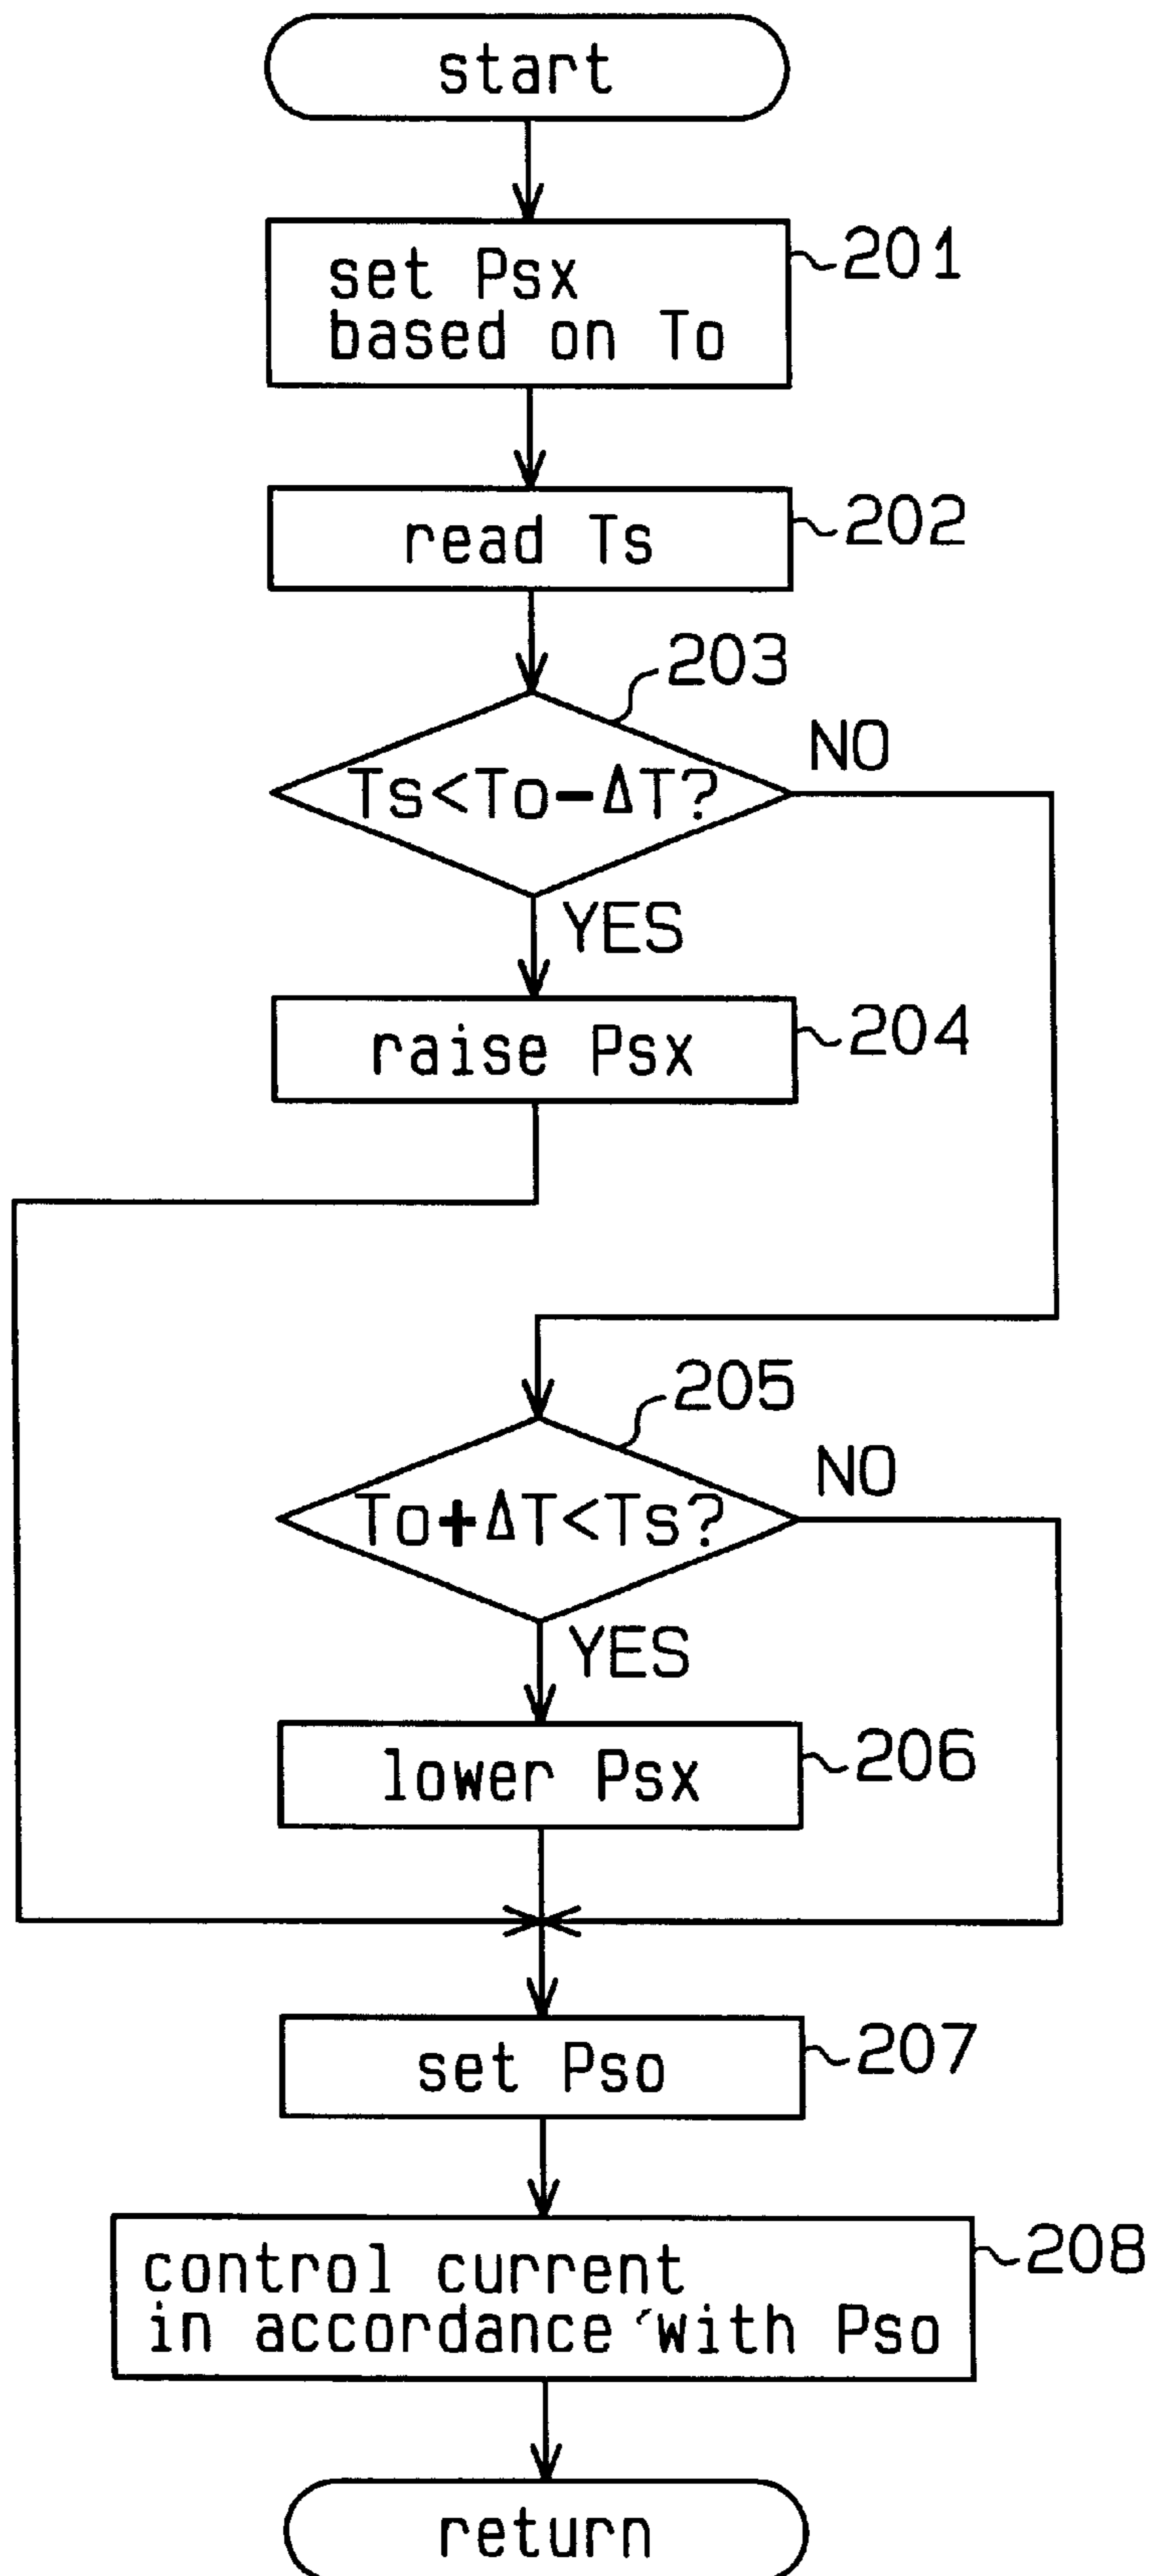 start
201
set Psx
based on To
202
read Ts
203
NO
Ts<To-ΔT?
YES
204
raise Psx
205
NO
To+ΔT<Ts?
YES
206
lower Psx
207
set Pso
208
control current
in accordance with Pso
return